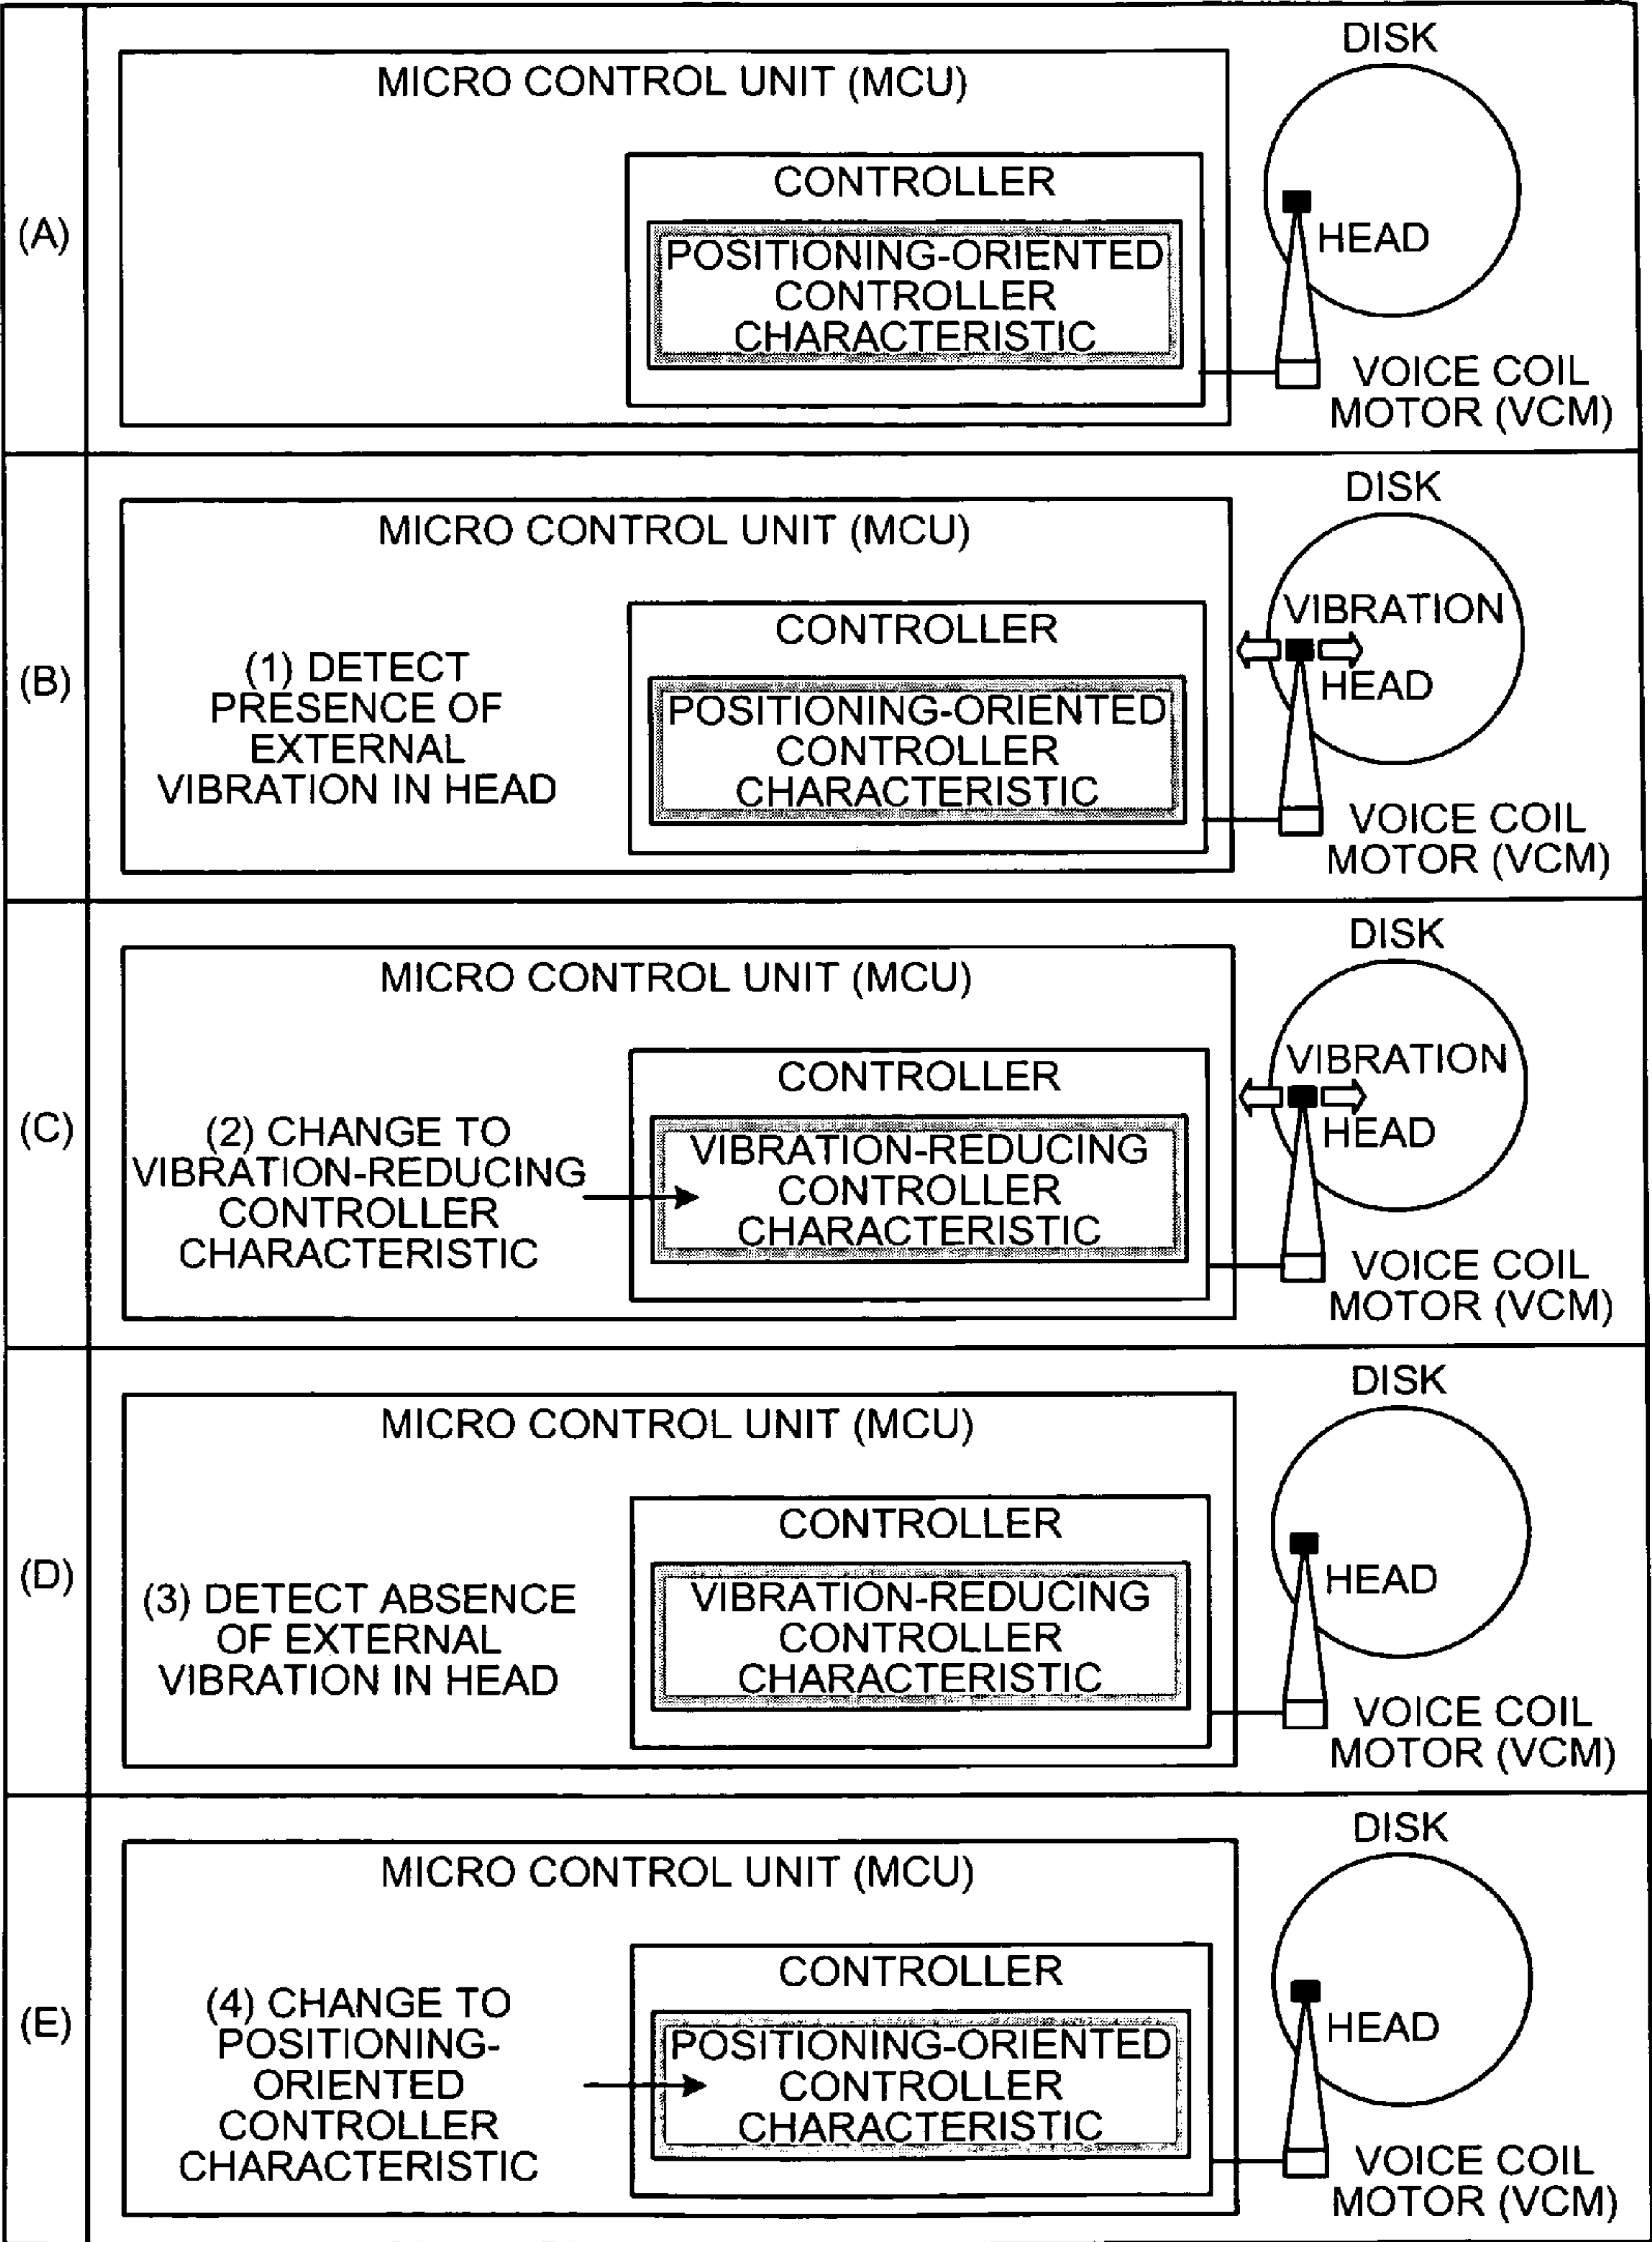 (A)
MICRO CONTROL UNIT (MCU)
CONTROLLER
POSITIONING-ORIENTED
CONTROLLER
CHARACTERISTIC
DISK
HEAD
VOICE COIL
MOTOR (VCM)
(B)
MICRO CONTROL UNIT (MCU)
(1) DETECT
PRESENCE OF
EXTERNAL
VIBRATION IN HEAD
CONTROLLER
POSITIONING-ORIENTED
CONTROLLER
CHARACTERISTIC
DISK
VIBRATION
HEAD
VOICE COIL
MOTOR (VCM)
(C)
MICRO CONTROL UNIT (MCU)
(2) CHANGE TO
VIBRATION-REDUCING
CONTROLLER
CHARACTERISTIC
CONTROLLER
VIBRATION-REDUCING
CONTROLLER
CHARACTERISTIC
DISK
VIBRATION
HEAD
VOICE COIL
MOTOR (VCM)
(D)
MICRO CONTROL UNIT (MCU)
(3) DETECT ABSENCE
OF EXTERNAL
VIBRATION IN HEAD
CONTROLLER
VIBRATION-REDUCING
CONTROLLER
CHARACTERISTIC
DISK
HEAD
VOICE COIL
MOTOR (VCM)
(E)
MICRO CONTROL UNIT (MCU)
(4) CHANGE TO
POSITIONING-
ORIENTED
CONTROLLER
CHARACTERISTIC
CONTROLLER
POSITIONING-ORIENTED
CONTROLLER
CHARACTERISTIC
DISK
HEAD
VOICE COIL
MOTOR (VCM)